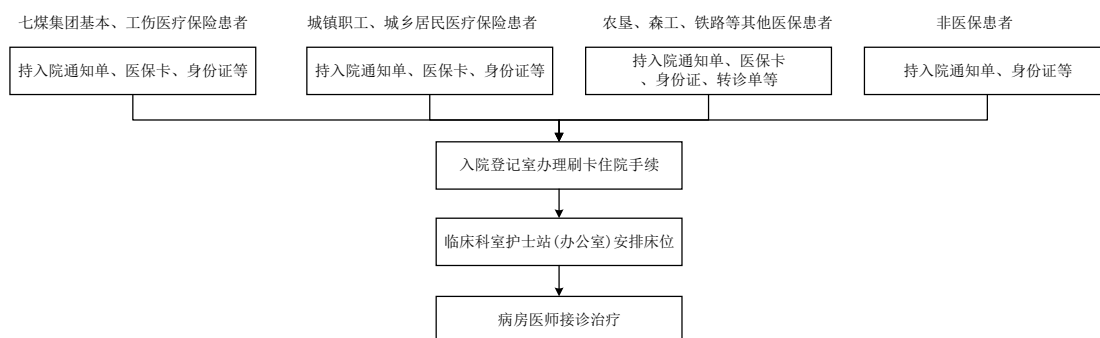 七煤集团基本、工伤医疗保险患者
城镇职工、城乡居民医疗保险患者
农垦、森工、铁路等其他医保患者
非医保患者
持入院通知单、医保卡、身份证等
持入院通知单、医保卡、身份证等
持入院通知单、医保卡
、身份证、转诊单等
持入院通知单、身份证等
入院登记室办理刷卡住院手续
临床科室护士站(办公室)安排床位
病房医师接诊治疗